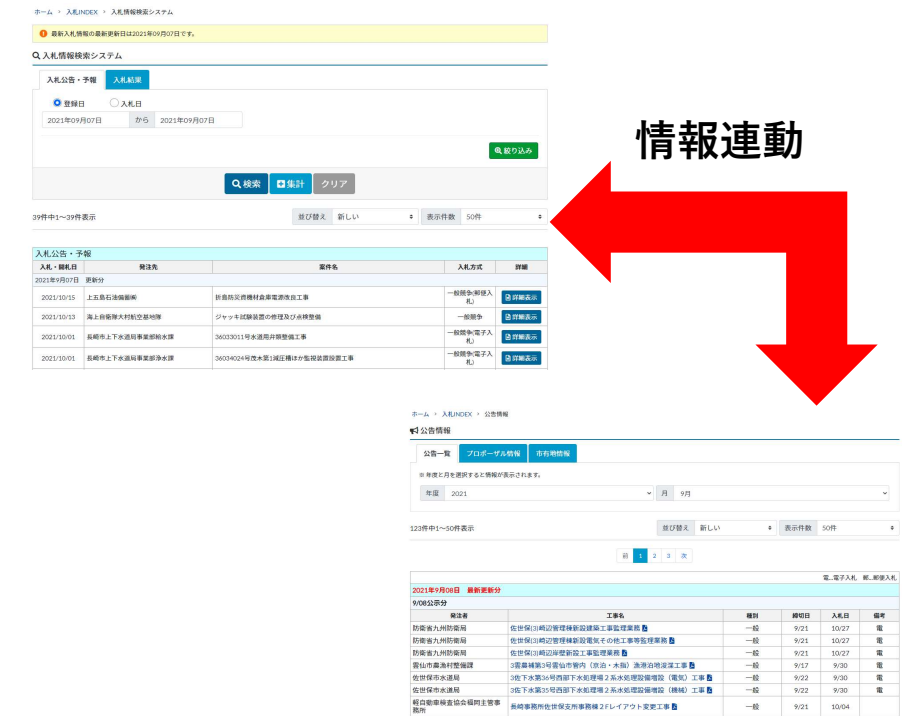 ホーム › 入札INDEX › 入札情報検索システム
最新入札情報の最新更新日は2021年09月07日です。
入札情報検索システム
入札公告・予報 入札結果
登録日 入札日
2021年09月07日 から 2021年09月07日
絞り込み
検索 集計 クリア
39件中1〜39件表示 並び替え 新しい 表示件数 50件
入札公告・予報
入札・開札日 発注先 案件名 入札方式 詳細
2021年9月07日 更新分
2021/10/15 上五島石油備蓄㈱ 折島防災資機材倉庫電源改良工事 一般競争(郵便入札) 詳細表示
2021/10/13 海上自衛隊大村航空基地隊 ジャッキ試験装置の修理及び点検整備 一般競争 詳細表示
2021/10/01 長崎市上下水道局事業部給水課 36033011号水道用弁類整備工事 一般競争(電子入札) 詳細表示
2021/10/01 長崎市上下水道局事業部浄水課 36034024号茂木第1減圧槽ほか監視装置設置工事 一般競争(電子入札) 詳細表示
情報連動
ホーム › 入札INDEX › 公告情報
公告情報
公告一覧 プロポーザル情報 市有地情報
※年度と月を選択すると情報が表示されます。
年度 2021 月 9月
123件中1〜50件表示 並び替え 新しい 表示件数 50件
前 1 2 3 次
電...電子入札 郵...郵便入札
2021年9月08日 最新更新分
9/08公示分
発注者 工事名 種別 締切日 入札日 備考
防衛省九州防衛局 佐世保(3)崎辺管理棟新設建築工事監理業務 一般 9/21 10/27 電
防衛省九州防衛局 佐世保(3)崎辺管理棟新設電気その他工事等監理業務 一般 9/21 10/27 電
防衛省九州防衛局 佐世保(3)崎辺岸壁新設工事監理業務 一般 9/21 10/27 電
雲仙市農漁村整備課 3雲農補第3号雲仙市管内（京泊・木指）漁港泊地浚渫工事 一般 9/17 9/30 電
佐世保市水道局 3佐下水第36号西部下水処理場２系水処理設備増設（電気）工事 一般 9/22 9/30 電
佐世保市水道局 3佐下水第35号西部下水処理場２系水処理設備増設（機械）工事 一般 9/22 9/30 電
軽自動車検査協会福岡主管事務所 長崎事務所佐世保支所事務棟２Fレイアウト変更工事 一般 9/21 10/04